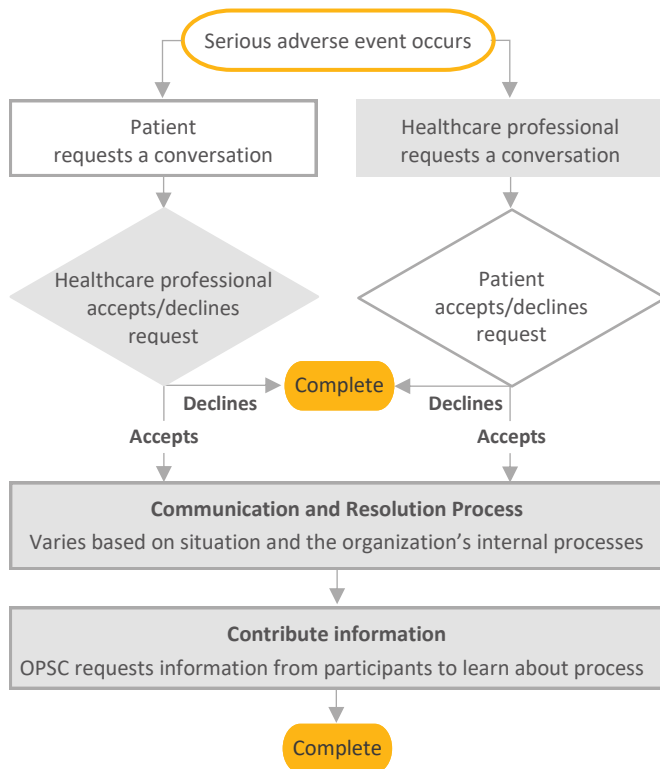 Serious adverse event occurs
Patient
requests a conversation
Healthcare professional
requests a conversation
Healthcare professional
accepts/declines
request
Patient
accepts/declines
request
Complete
Declines
Declines
Accepts
Accepts
Communication and Resolution Process
Varies based on situation and the organization’s internal processes
Contribute information
OPSC requests information from participants to learn about process
Complete